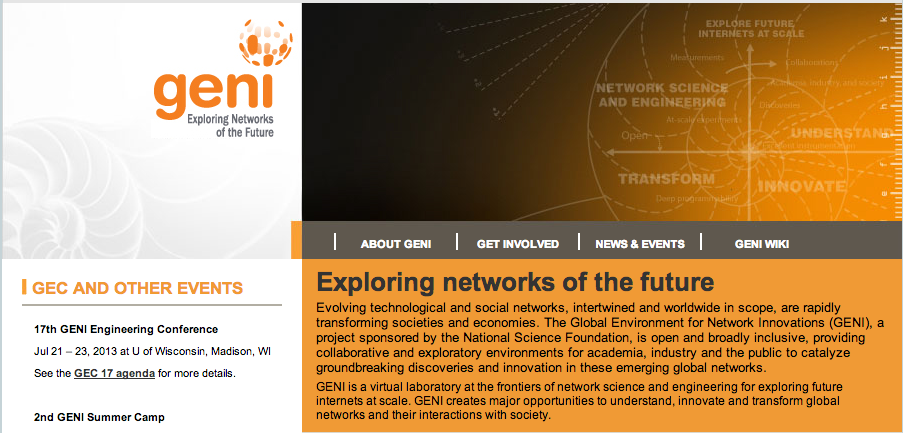 geni
Exploring Networks
of the Future
EXPLORE FUTURE
INTERNETS AT SCALE
Measurements
Collaborations
Academia, industry, and society
NETWORK SCIENCE
AND ENGINEERING
Discoveries
At-scale experiments
Open
UNDERSTAND
TRANSFORM
INNOVATE
Deep programmability
k
j
i
h
g
f
e
ABOUT GENI
GET INVOLVED
NEWS & EVENTS
GENI WIKI
GEC AND OTHER EVENTS
17th GENI Engineering Conference
Jul 21 – 23, 2013 at U of Wisconsin, Madison, WI
See the GEC 17 agenda for more details.
2nd GENI Summer Camp
Exploring networks of the future
Evolving technological and social networks, intertwined and worldwide in scope, are rapidly
transforming societies and economies. The Global Environment for Network Innovations (GENI), a
project sponsored by the National Science Foundation, is open and broadly inclusive, providing
collaborative and exploratory environments for academia, industry and the public to catalyze
groundbreaking discoveries and innovation in these emerging global networks.
GENI is a virtual laboratory at the frontiers of network science and engineering for exploring future
internets at scale. GENI creates major opportunities to understand, innovate and transform global
networks and their interactions with society.